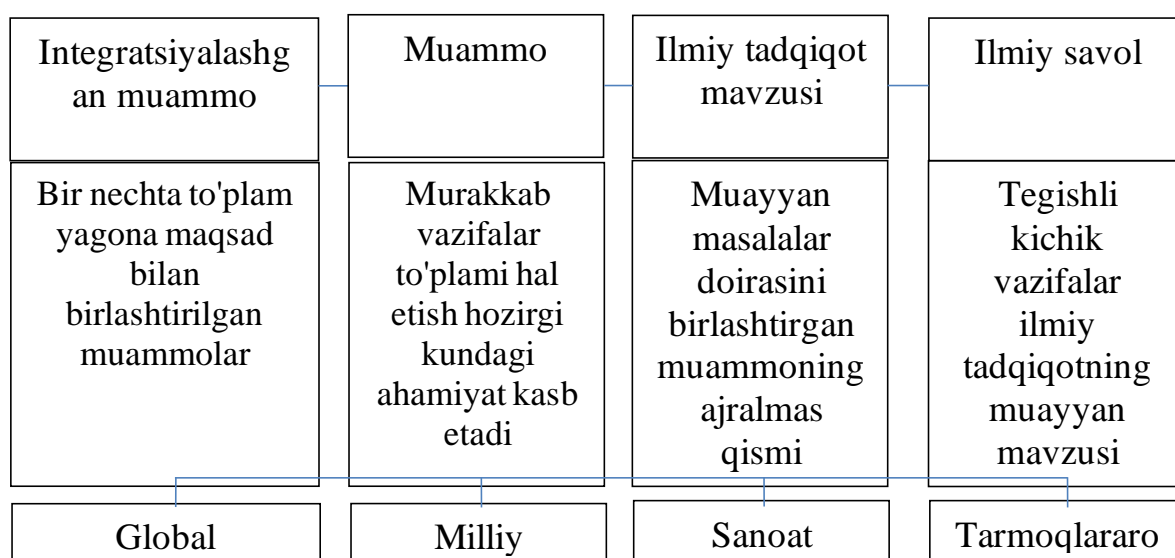 Integratsiyalashg
an muammo
Muammo
Ilmiy tadqiqot
mavzusi
Ilmiy savol
Bir nechta to'plam
yagona maqsad
bilan
birlashtirilgan
muammolar
Murakkab
vazifalar
to'plami hal
etish hozirgi
kundagi
ahamiyat kasb
etadi
Muayyan
masalalar
doirasini
birlashtirgan
muammoning
ajralmas
qismi
Tegishli
kichik
vazifalar
ilmiy
tadqiqotning
muayyan
mavzusi
Global
Milliy
Sanoat
Tarmoqlararo